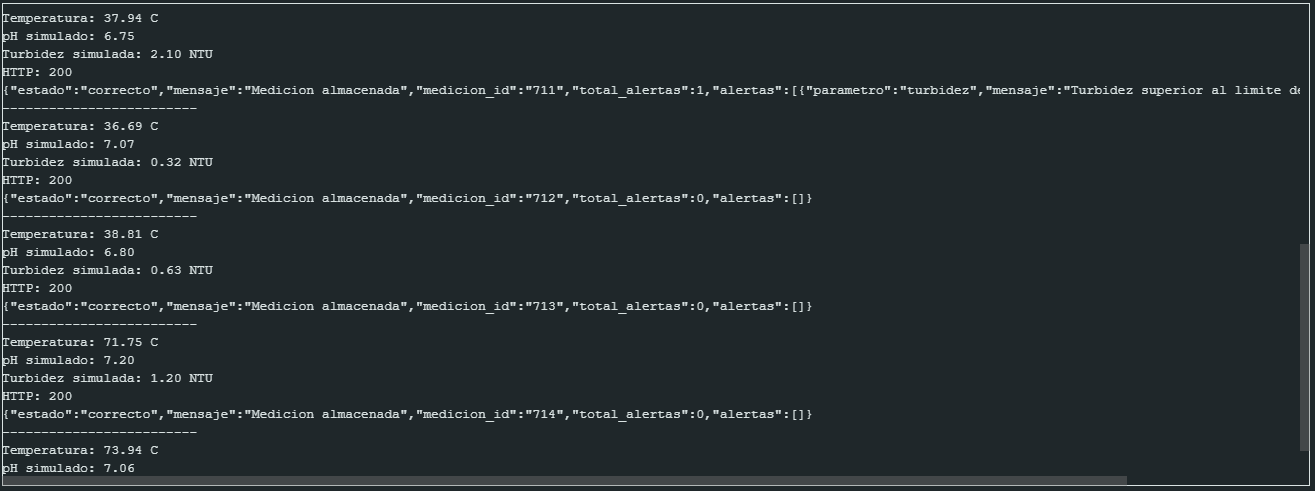 Temperatura: 37.94 C
pH simulado: 6.75
Turbidez simulada: 2.10 NTU
HTTP: 200
{"estado":"correcto","mensaje":"Medicion almacenada","medicion_id":"711","total_alertas":1,"alertas":[{"parametro":"turbidez","mensaje":"Turbidez superior al limite de
-------------------------
Temperatura: 36.69 C
pH simulado: 7.07
Turbidez simulada: 0.32 NTU
HTTP: 200
{"estado":"correcto","mensaje":"Medicion almacenada","medicion_id":"712","total_alertas":0,"alertas":[]}
-------------------------
Temperatura: 38.81 C
pH simulado: 6.80
Turbidez simulada: 0.63 NTU
HTTP: 200
{"estado":"correcto","mensaje":"Medicion almacenada","medicion_id":"713","total_alertas":0,"alertas":[]}
-------------------------
Temperatura: 71.75 C
pH simulado: 7.20
Turbidez simulada: 1.20 NTU
HTTP: 200
{"estado":"correcto","mensaje":"Medicion almacenada","medicion_id":"714","total_alertas":0,"alertas":[]}
-------------------------
Temperatura: 73.94 C
pH simulado: 7.06